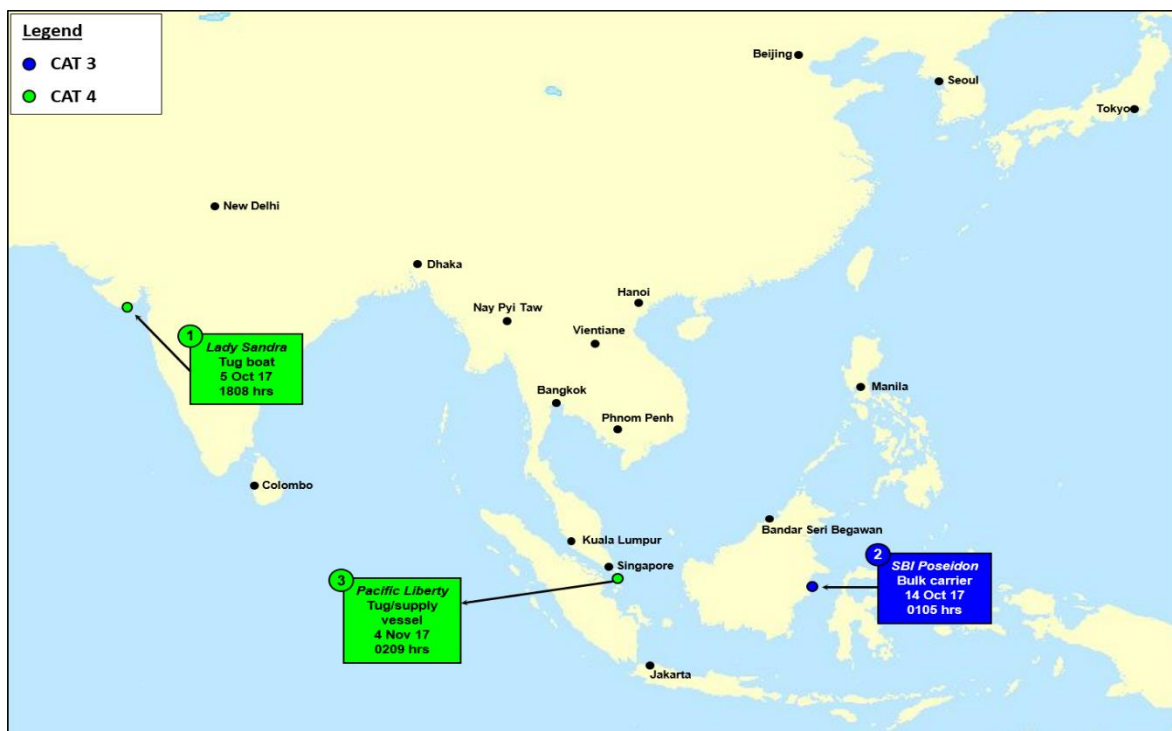 Legend
CAT 3
CAT 4
Beijing
Seoul
Tokyo
New Delhi
Dhaka
Hanoi
Nay Pyi Taw
Vientiane
1
Lady Sandra
Tug boat
5 Oct 17
1808 hrs
Bangkok
Manila
Phnom Penh
Colombo
Bandar Seri Begawan
Kuala Lumpur
Singapore
2
SBI Poseidon
Bulk carrier
14 Oct 17
0105 hrs
3
Pacific Liberty
Tug/supply
vessel
4 Nov 17
0209 hrs
Jakarta